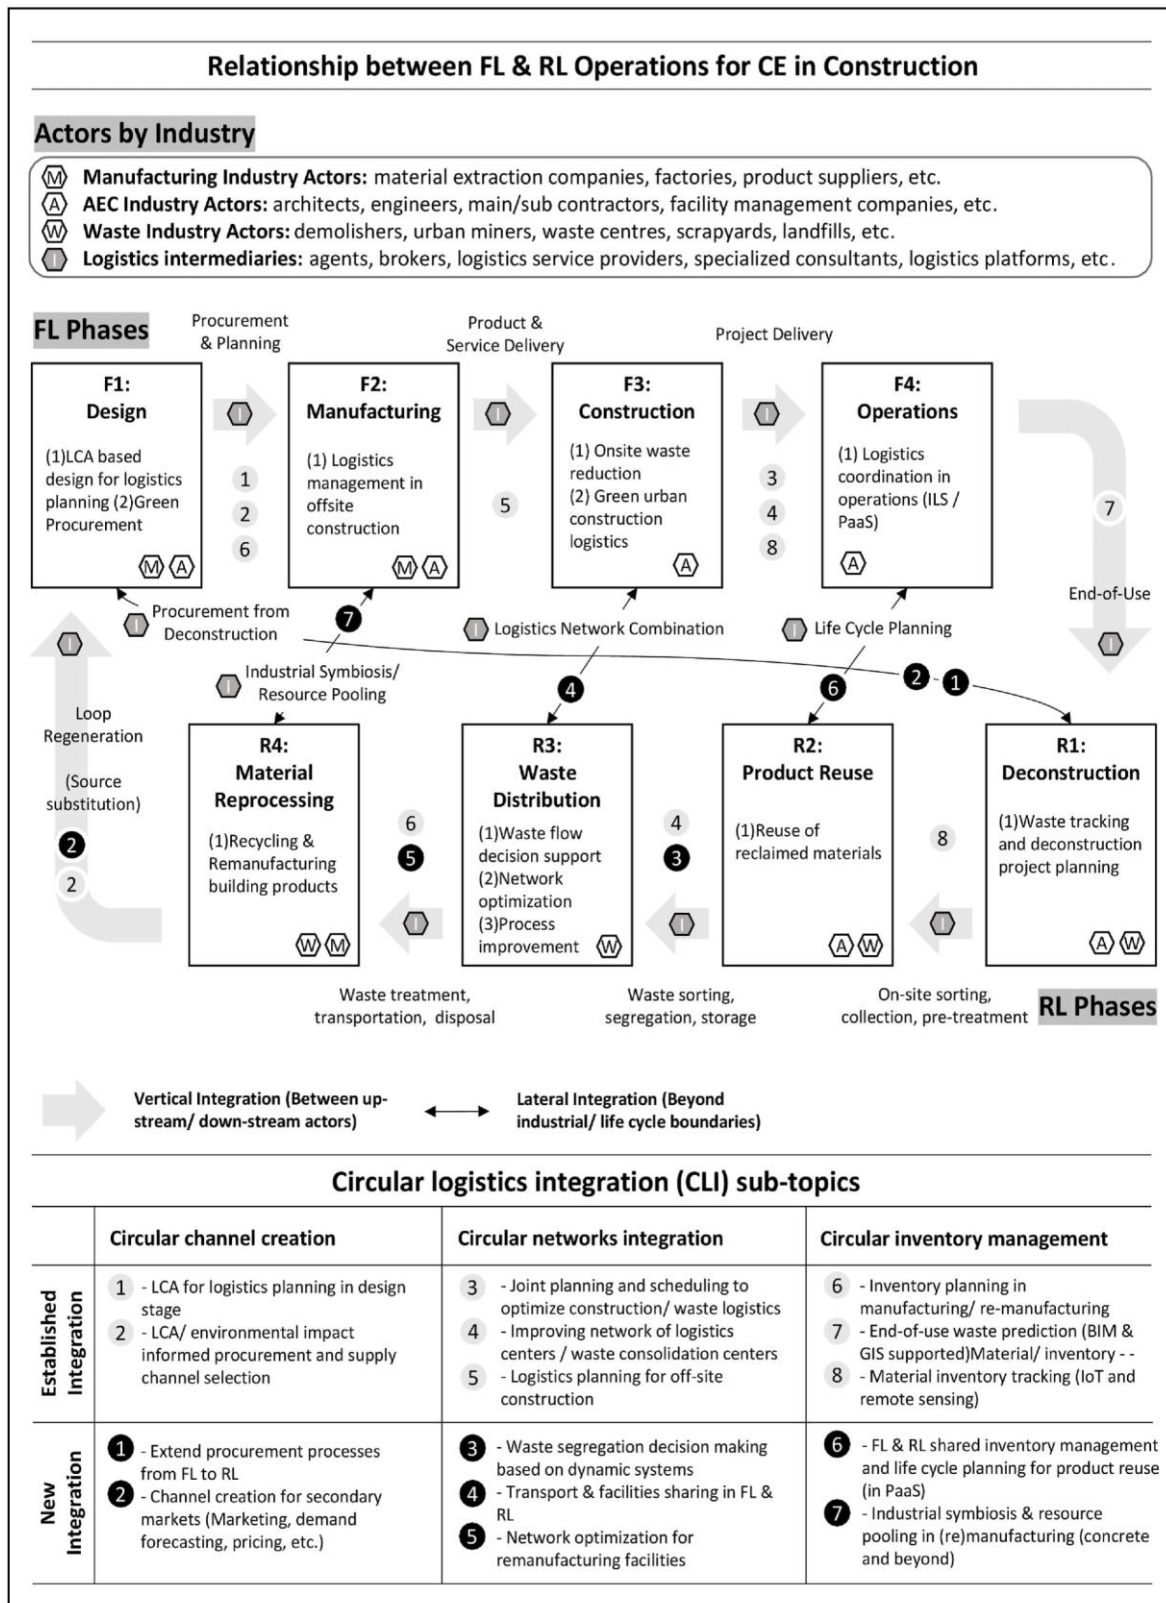 Relationship between FL & RL Operations for CE in Construction
Actors by Industry
M Manufacturing Industry Actors: material extraction companies, factories, product suppliers, etc.
A AEC Industry Actors: architects, engineers, main/sub contractors, facility management companies, etc.
W Waste Industry Actors: demolishers, urban miners, waste centres, scrapyards, landfills, etc.
I Logistics intermediaries: agents, brokers, logistics service providers, specialized consultants, logistics platforms, etc.
FL Phases
Procurement
& Planning
Product &
Service Delivery
Project Delivery
F1:
Design
(1)LCA based
design for logistics
planning (2)Green
Procurement
M A
I
1
2
6
F2:
Manufacturing
(1) Logistics
management in
offsite
construction
M A
I
5
F3:
Construction
(1) Onsite waste
reduction
(2) Green urban
construction
logistics
A
I
3
4
8
F4:
Operations
(1) Logistics
coordination in
operations (ILS /
PaaS)
A
7
End-of-Use
I
I
I Procurement from
Deconstruction
7
I Logistics Network Combination
I Life Cycle Planning
I Industrial Symbiosis/
Resource Pooling
4
6
2 1
Loop
Regeneration
(Source
substitution)
2
2
R4:
Material
Reprocessing
(1)Recycling &
Remanufacturing
building products
W M
6
5
I
R3:
Waste
Distribution
(1)Waste flow
decision support
(2)Network
optimization
(3)Process
improvement
W
4
3
I
R2:
Product Reuse
(1)Reuse of
reclaimed materials
A W
8
I
R1:
Deconstruction
(1)Waste tracking
and deconstruction
project planning
A W
Waste treatment,
transportation, disposal
Waste sorting,
segregation, storage
On-site sorting,
collection, pre-treatment
RL Phases
Vertical Integration (Between up-
stream/ down-stream actors)
Lateral Integration (Beyond
industrial/ life cycle boundaries)
Circular logistics integration (CLI) sub-topics
Circular channel creation
Circular networks integration
Circular inventory management
Established
Integration
1 - LCA for logistics planning in design
stage
2 - LCA/ environmental impact
informed procurement and supply
channel selection
3 - Joint planning and scheduling to
optimize construction/ waste logistics
4 - Improving network of logistics
centers / waste consolidation centers
5 - Logistics planning for off-site
construction
6 - Inventory planning in
manufacturing/ re-manufacturing
7 - End-of-use waste prediction (BIM &
GIS supported)Material/ inventory - -
8 - Material inventory tracking (IoT and
remote sensing)
New
Integration
1 - Extend procurement processes
from FL to RL
2 - Channel creation for secondary
markets (Marketing, demand
forecasting, pricing, etc.)
3 - Waste segregation decision making
based on dynamic systems
4 - Transport & facilities sharing in FL &
RL
5 - Network optimization for
remanufacturing facilities
6 - FL & RL shared inventory management
and life cycle planning for product reuse
(in PaaS)
7 - Industrial symbiosis & resource
pooling in (re)manufacturing (concrete
and beyond)